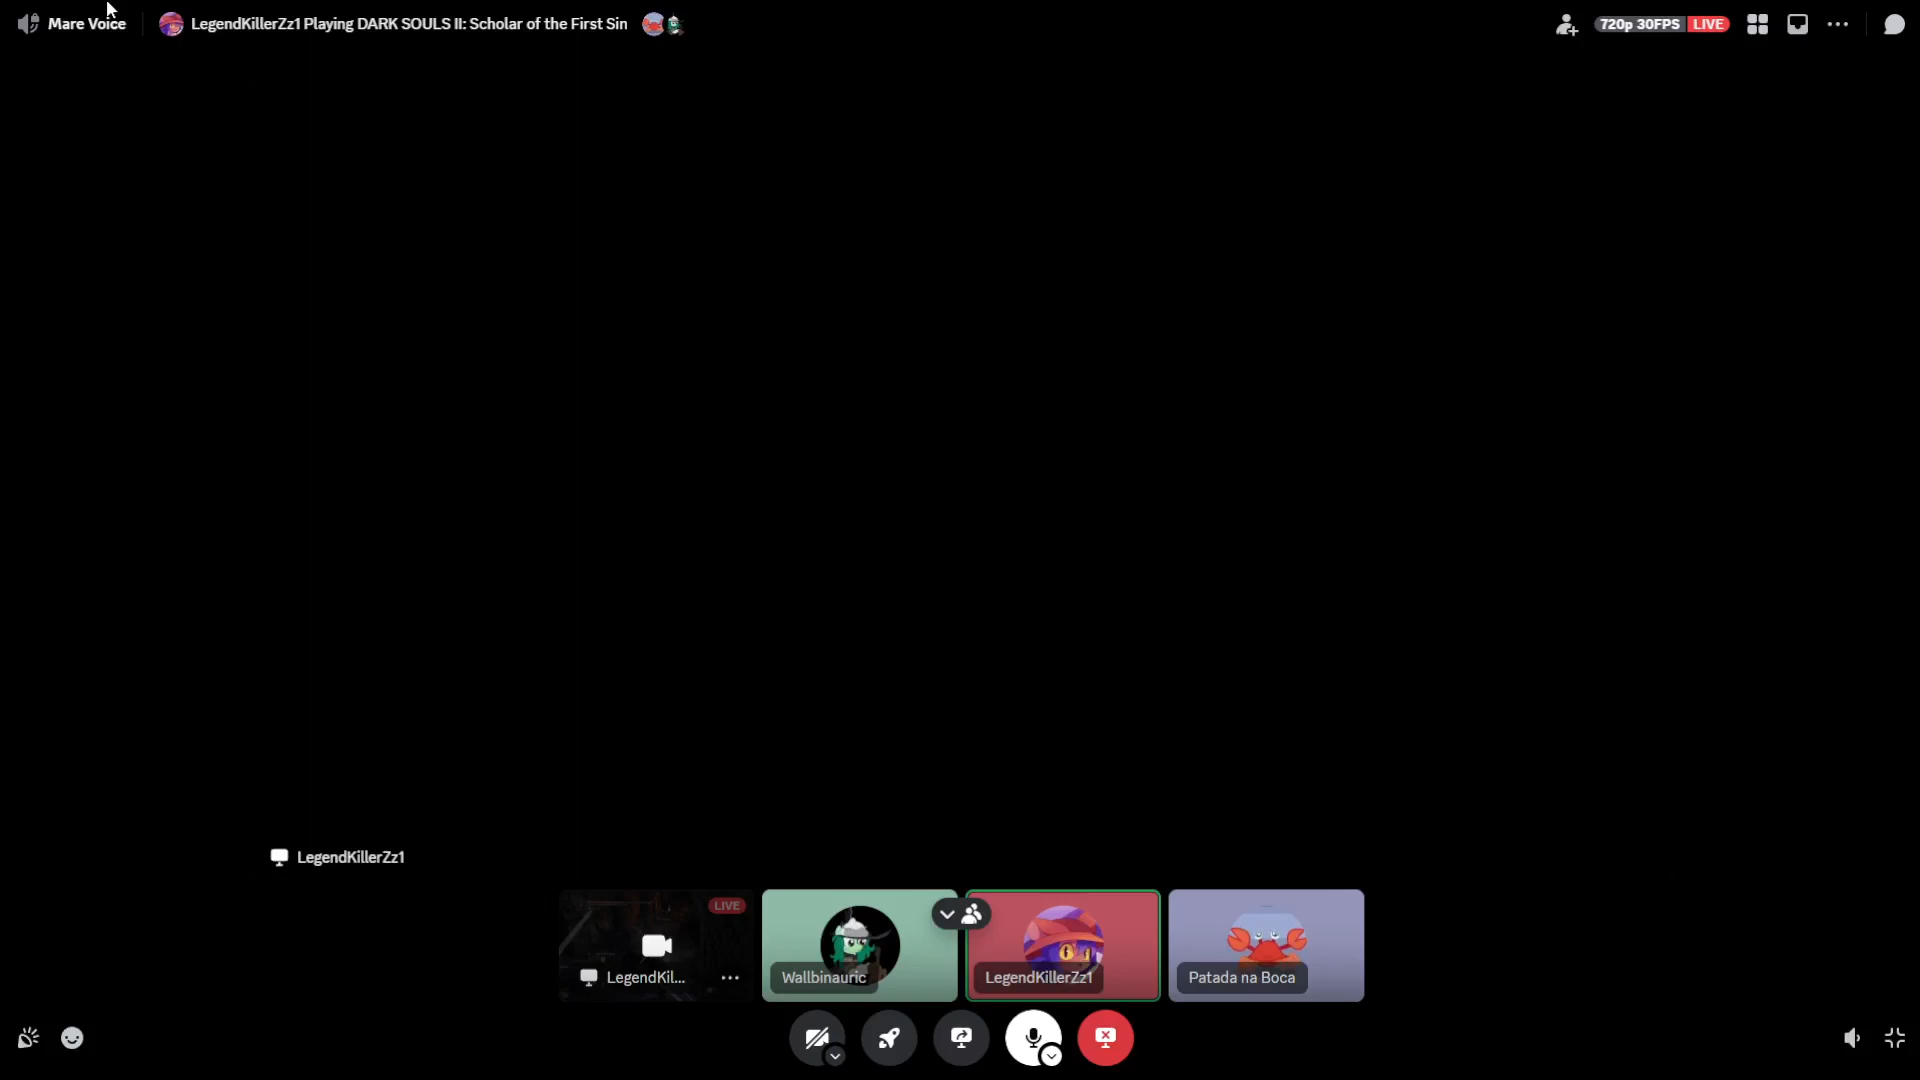 Mare Voice
LegendKillerZz1 Playing DARK SOULS II: Scholar of the First Sin
720p 30FPS LIVE
LegendKillerZz1
LIVE
LegendKil...
Wallbinauric
LegendKillerZz1
Patada na Boca